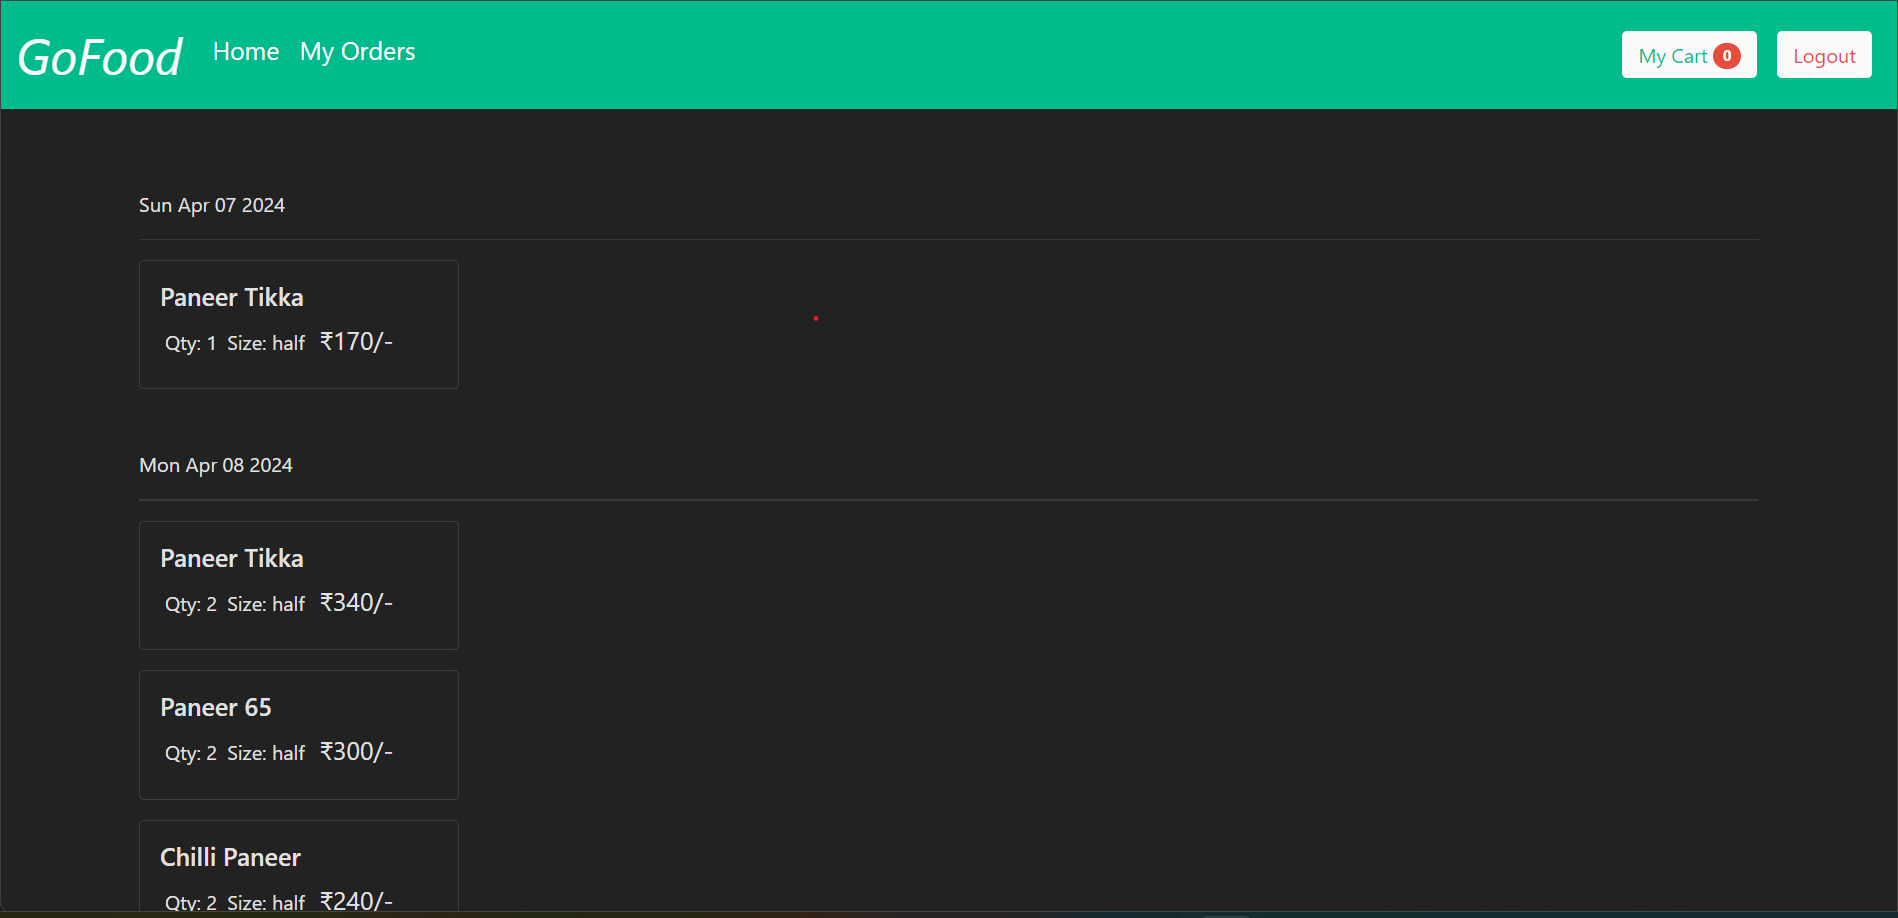 GoFood Home My Orders My Cart 0 Logout
Sun Apr 07 2024
Paneer Tikka
Qty: 1 Size: half ₹170/-
Mon Apr 08 2024
Paneer Tikka
Qty: 2 Size: half ₹340/-
Paneer 65
Qty: 2 Size: half ₹300/-
Chilli Paneer
Qty: 2 Size: half ₹240/-